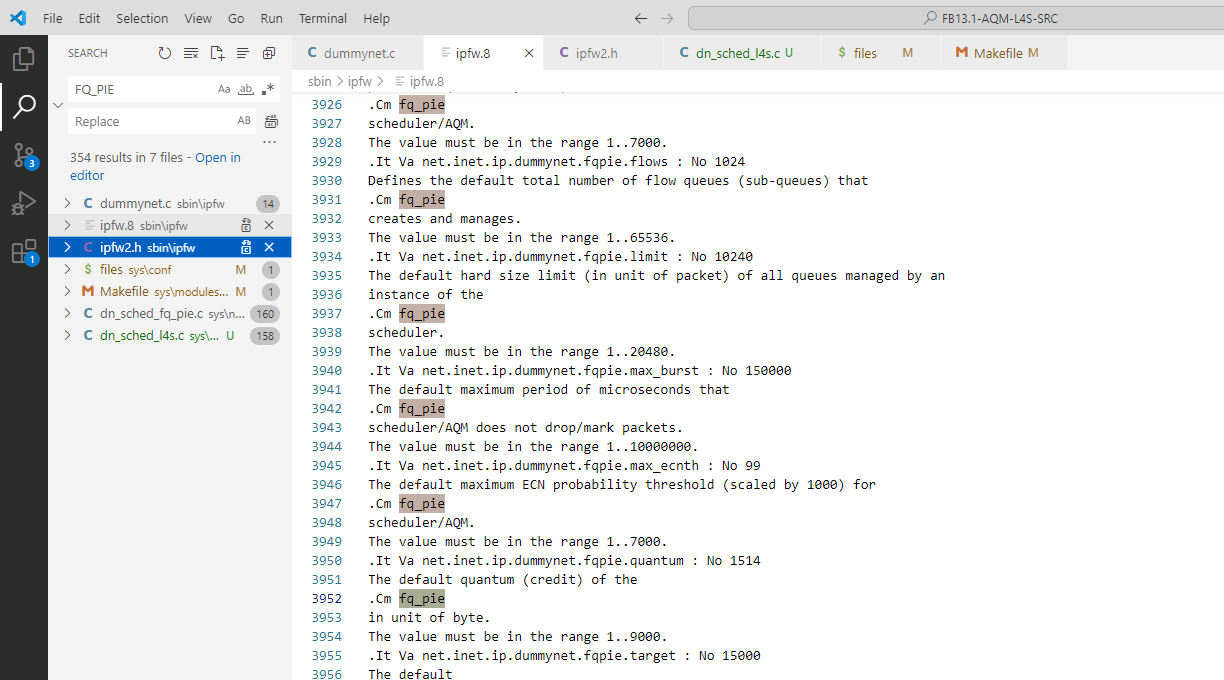 File Edit Selection View Go Run Terminal Help
FB13.1-AQM-L4S-SRC
SEARCH
FQ_PIE
Aa ab
Replace
AB
354 results in 7 files - Open in
editor
dummynet.c sbin\ipfw 14
ipfw.8 sbin\ipfw
ipfw2.h sbin\ipfw
files sys\conf M 1
Makefile sys\modules... M 1
dn_sched_fq_pie.c sys\n... 160
dn_sched_l4s.c sys\... U 158
3
1
dummynet.c
ipfw.8
ipfw2.h
dn_sched_l4s.c U
$ files M
Makefile M
sbin > ipfw > ipfw.8
3926 .Cm fq_pie
3927 scheduler/AQM.
3928 The value must be in the range 1..7000.
3929 .It Va net.inet.ip.dummynet.fqpie.flows : No 1024
3930 Defines the default total number of flow queues (sub-queues) that
3931 .Cm fq_pie
3932 creates and manages.
3933 The value must be in the range 1..65536.
3934 .It Va net.inet.ip.dummynet.fqpie.limit : No 10240
3935 The default hard size limit (in unit of packet) of all queues managed by an
3936 instance of the
3937 .Cm fq_pie
3938 scheduler.
3939 The value must be in the range 1..20480.
3940 .It Va net.inet.ip.dummynet.fqpie.max_burst : No 150000
3941 The default maximum period of microseconds that
3942 .Cm fq_pie
3943 scheduler/AQM does not drop/mark packets.
3944 The value must be in the range 1..10000000.
3945 .It Va net.inet.ip.dummynet.fqpie.max_ecnth : No 99
3946 The default maximum ECN probability threshold (scaled by 1000) for
3947 .Cm fq_pie
3948 scheduler/AQM.
3949 The value must be in the range 1..7000.
3950 .It Va net.inet.ip.dummynet.fqpie.quantum : No 1514
3951 The default quantum (credit) of the
3952 .Cm fq_pie
3953 in unit of byte.
3954 The value must be in the range 1..9000.
3955 .It Va net.inet.ip.dummynet.fqpie.target : No 15000
3956 The default